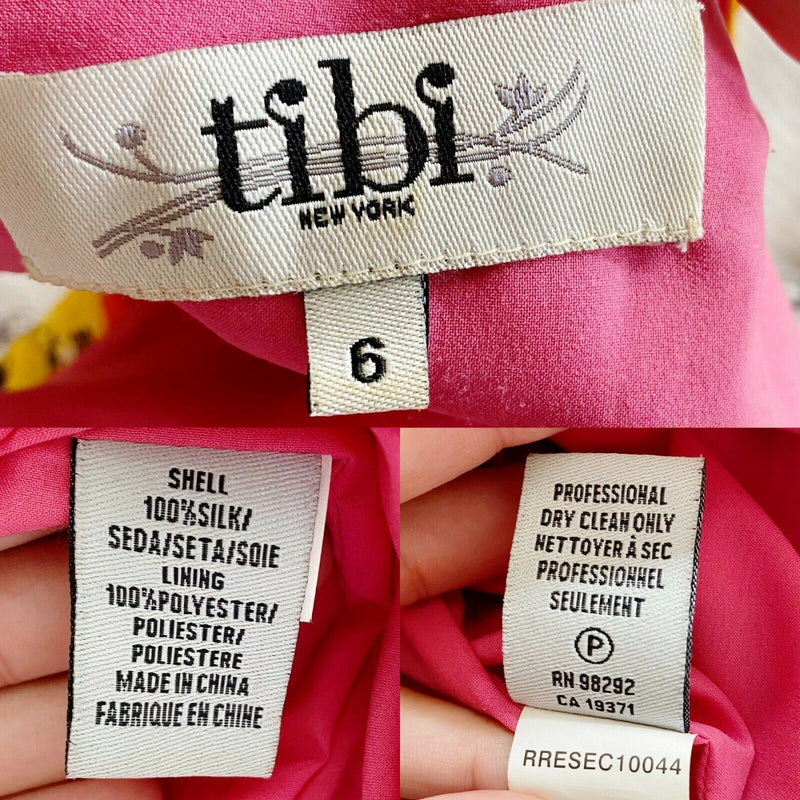 tibi
NEW YORK
6
SHELL
100%SILK/
SEDA/SETA/SOIE
LINING
100%POLYESTER/
POLIESTER/
POLIESTERE
MADE IN CHINA
FABRIQUE EN CHINE
PROFESSIONAL
DRY CLEAN ONLY
NETTOYER À SEC
PROFESSIONNEL
SEULEMENT
P
RN 98292
CA 19371
RRESEC10044